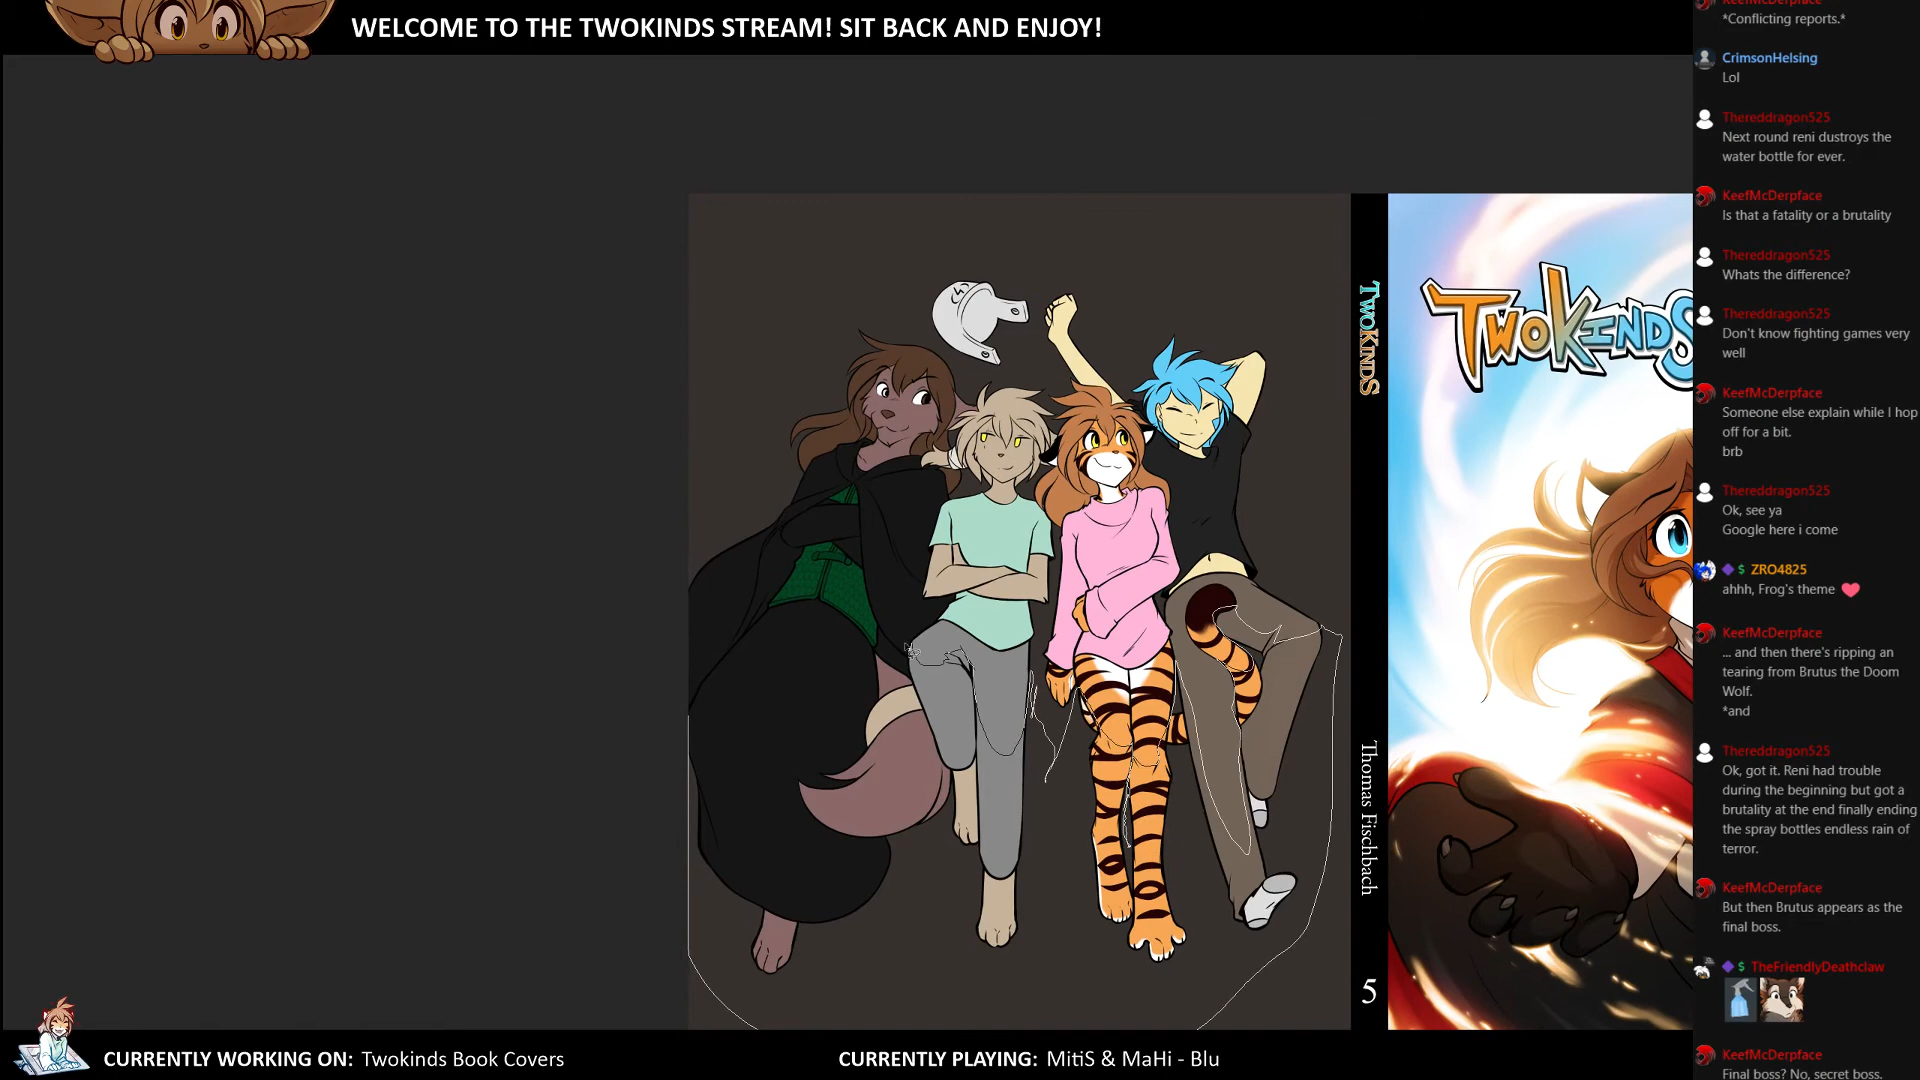 WELCOME TO THE TWOKINDS STREAM! SIT BACK AND ENJOY!
TWOKINDS
Thomas Fischbach
5
TWOKINDS
KeefMcDerpface
*Conflicting reports.*
CrimsonHelsing
Lol
Thereddragon525
Next round reni dustroys the
water bottle for ever.
KeefMcDerpface
Is that a fatality or a brutality
Thereddragon525
Whats the difference?
Thereddragon525
Don't know fighting games very
well
KeefMcDerpface
Someone else explain while I hop
off for a bit.
brb
Thereddragon525
Ok, see ya
Google here i come
$ ZRO4825
ahhh, Frog's theme ❤
KeefMcDerpface
... and then there's ripping an
tearing from Brutus the Doom
Wolf.
*and
Thereddragon525
Ok, got it. Reni had trouble
during the beginning but got a
brutality at the end finally ending
the spray bottles endless rain of
terror.
KeefMcDerpface
But then Brutus appears as the
final boss.
$ TheFriendlyDeathclaw
KeefMcDerpface
Final boss? No, secret boss.
CURRENTLY WORKING ON: Twokinds Book Covers
CURRENTLY PLAYING: MitiS & MaHi - Blu